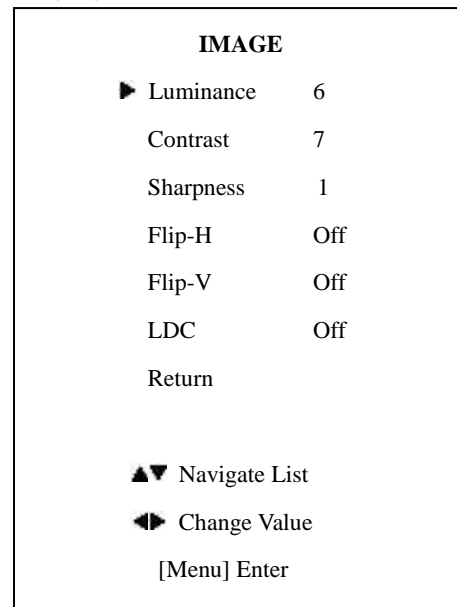 IMAGE
▶ Luminance 6
Contrast 7
Sharpness 1
Flip-H Off
Flip-V Off
LDC Off
Return
▲▼ Navigate List
◀▶ Change Value
[Menu] Enter